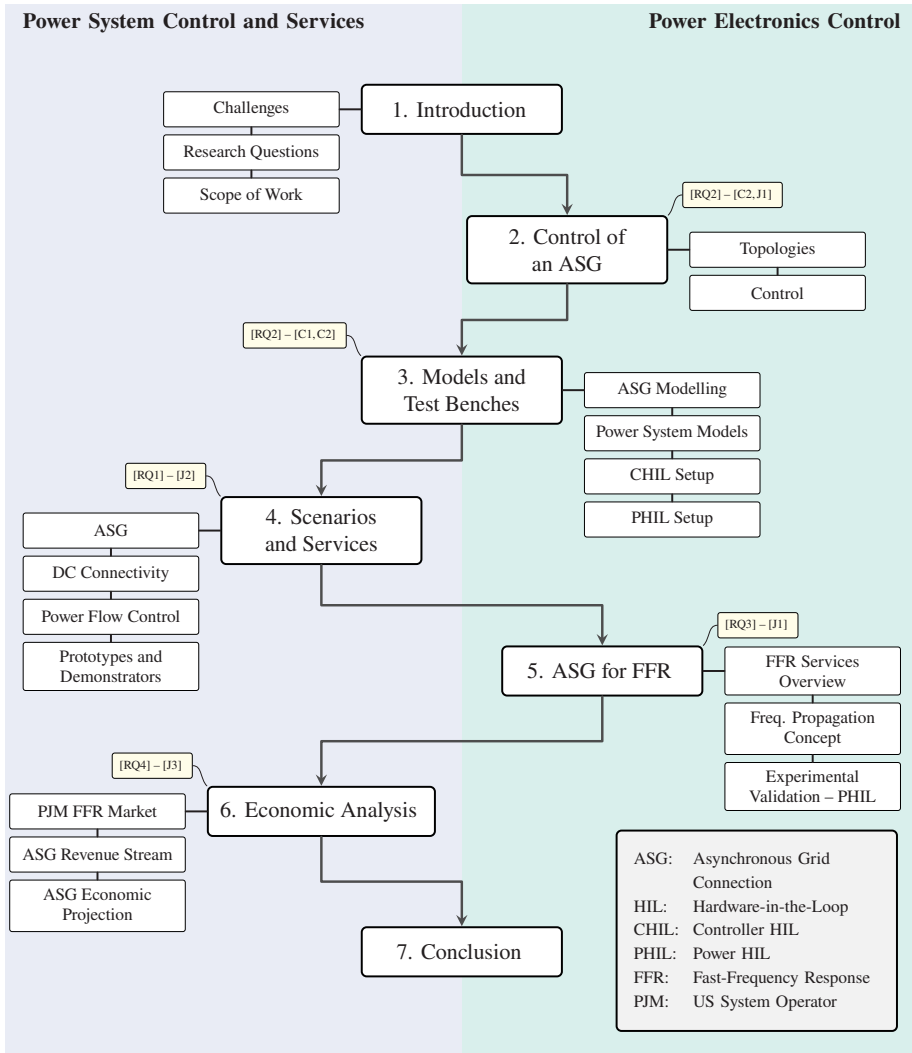 Power System Control and Services
Power Electronics Control
1. Introduction
Challenges
Research Questions
Scope of Work
[RQ2] – [C2, J1]
2. Control of
an ASG
Topologies
Control
[RQ2] – [C1, C2]
3. Models and
Test Benches
ASG Modelling
Power System Models
CHIL Setup
PHIL Setup
[RQ1] – [J2]
4. Scenarios
and Services
ASG
DC Connectivity
Power Flow Control
Prototypes and
Demonstrators
[RQ3] – [J1]
5. ASG for FFR
FFR Services
Overview
Freq. Propagation
Concept
Experimental
Validation – PHIL
[RQ4] – [J3]
6. Economic Analysis
PJM FFR Market
ASG Revenue Stream
ASG Economic
Projection
7. Conclusion
ASG: Asynchronous Grid
Connection
HIL: Hardware-in-the-Loop
CHIL: Controller HIL
PHIL: Power HIL
FFR: Fast-Frequency Response
PJM: US System Operator